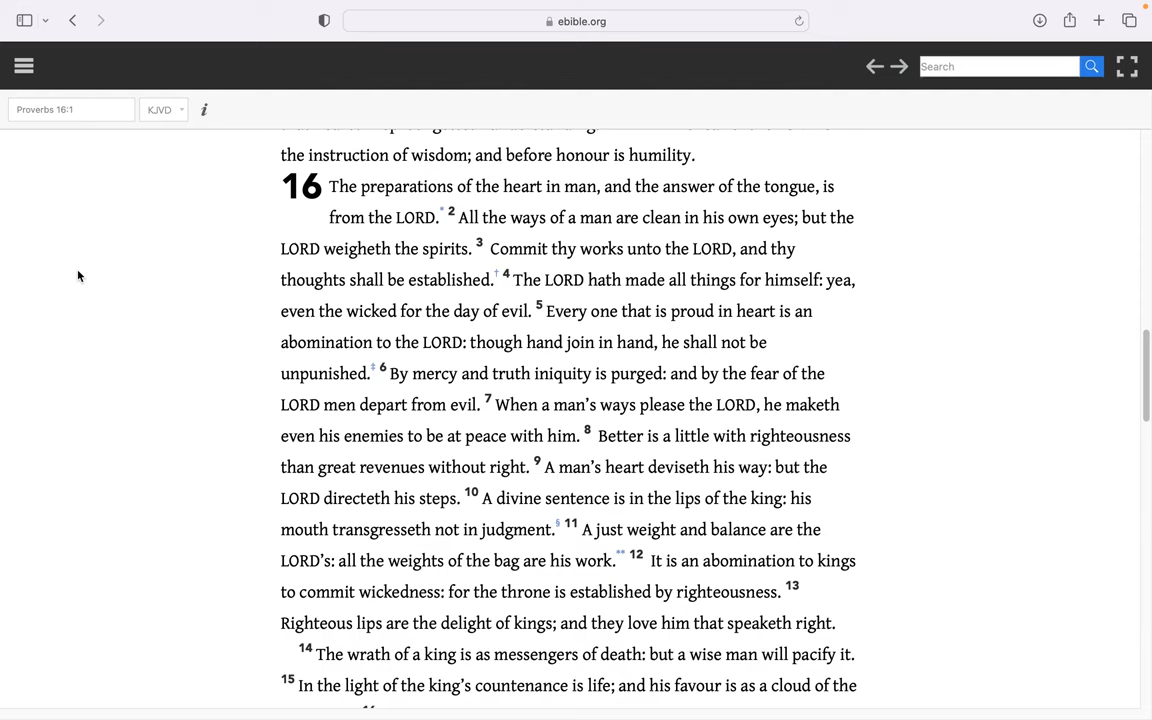 ebible.org
Search
Proverbs 16:1
KJVD
i
the instruction of wisdom; and before honour is humility.
16 The preparations of the heart in man, and the answer of the tongue, is
from the LORD.* 2 All the ways of a man are clean in his own eyes; but the
LORD weigheth the spirits. 3 Commit thy works unto the LORD, and thy
thoughts shall be established.† 4 The LORD hath made all things for himself: yea,
even the wicked for the day of evil. 5 Every one that is proud in heart is an
abomination to the LORD: though hand join in hand, he shall not be
unpunished.‡ 6 By mercy and truth iniquity is purged: and by the fear of the
LORD men depart from evil. 7 When a man’s ways please the LORD, he maketh
even his enemies to be at peace with him. 8 Better is a little with righteousness
than great revenues without right. 9 A man’s heart deviseth his way: but the
LORD directeth his steps. 10 A divine sentence is in the lips of the king: his
mouth transgresseth not in judgment.§ 11 A just weight and balance are the
LORD’s: all the weights of the bag are his work.** 12 It is an abomination to kings
to commit wickedness: for the throne is established by righteousness. 13
Righteous lips are the delight of kings; and they love him that speaketh right.
14 The wrath of a king is as messengers of death: but a wise man will pacify it.
15 In the light of the king’s countenance is life; and his favour is as a cloud of the